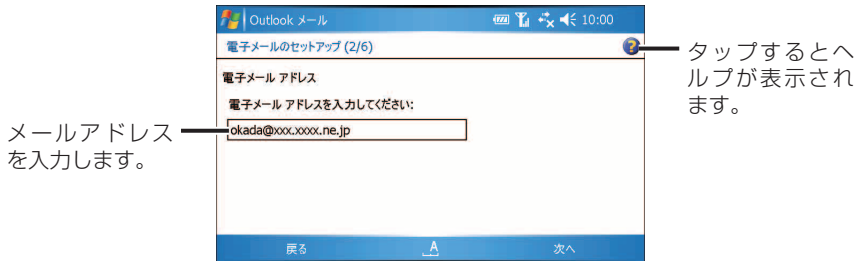 Outlook メール 10:00
電子メールのセットアップ (2/6)
電子メール アドレス
電子メール アドレスを入力してください:
okada@xxx.xxxx.ne.jp
戻る A 次へ
メールアドレス
を入力します。
タップするとヘ
ルプが表示され
ます。